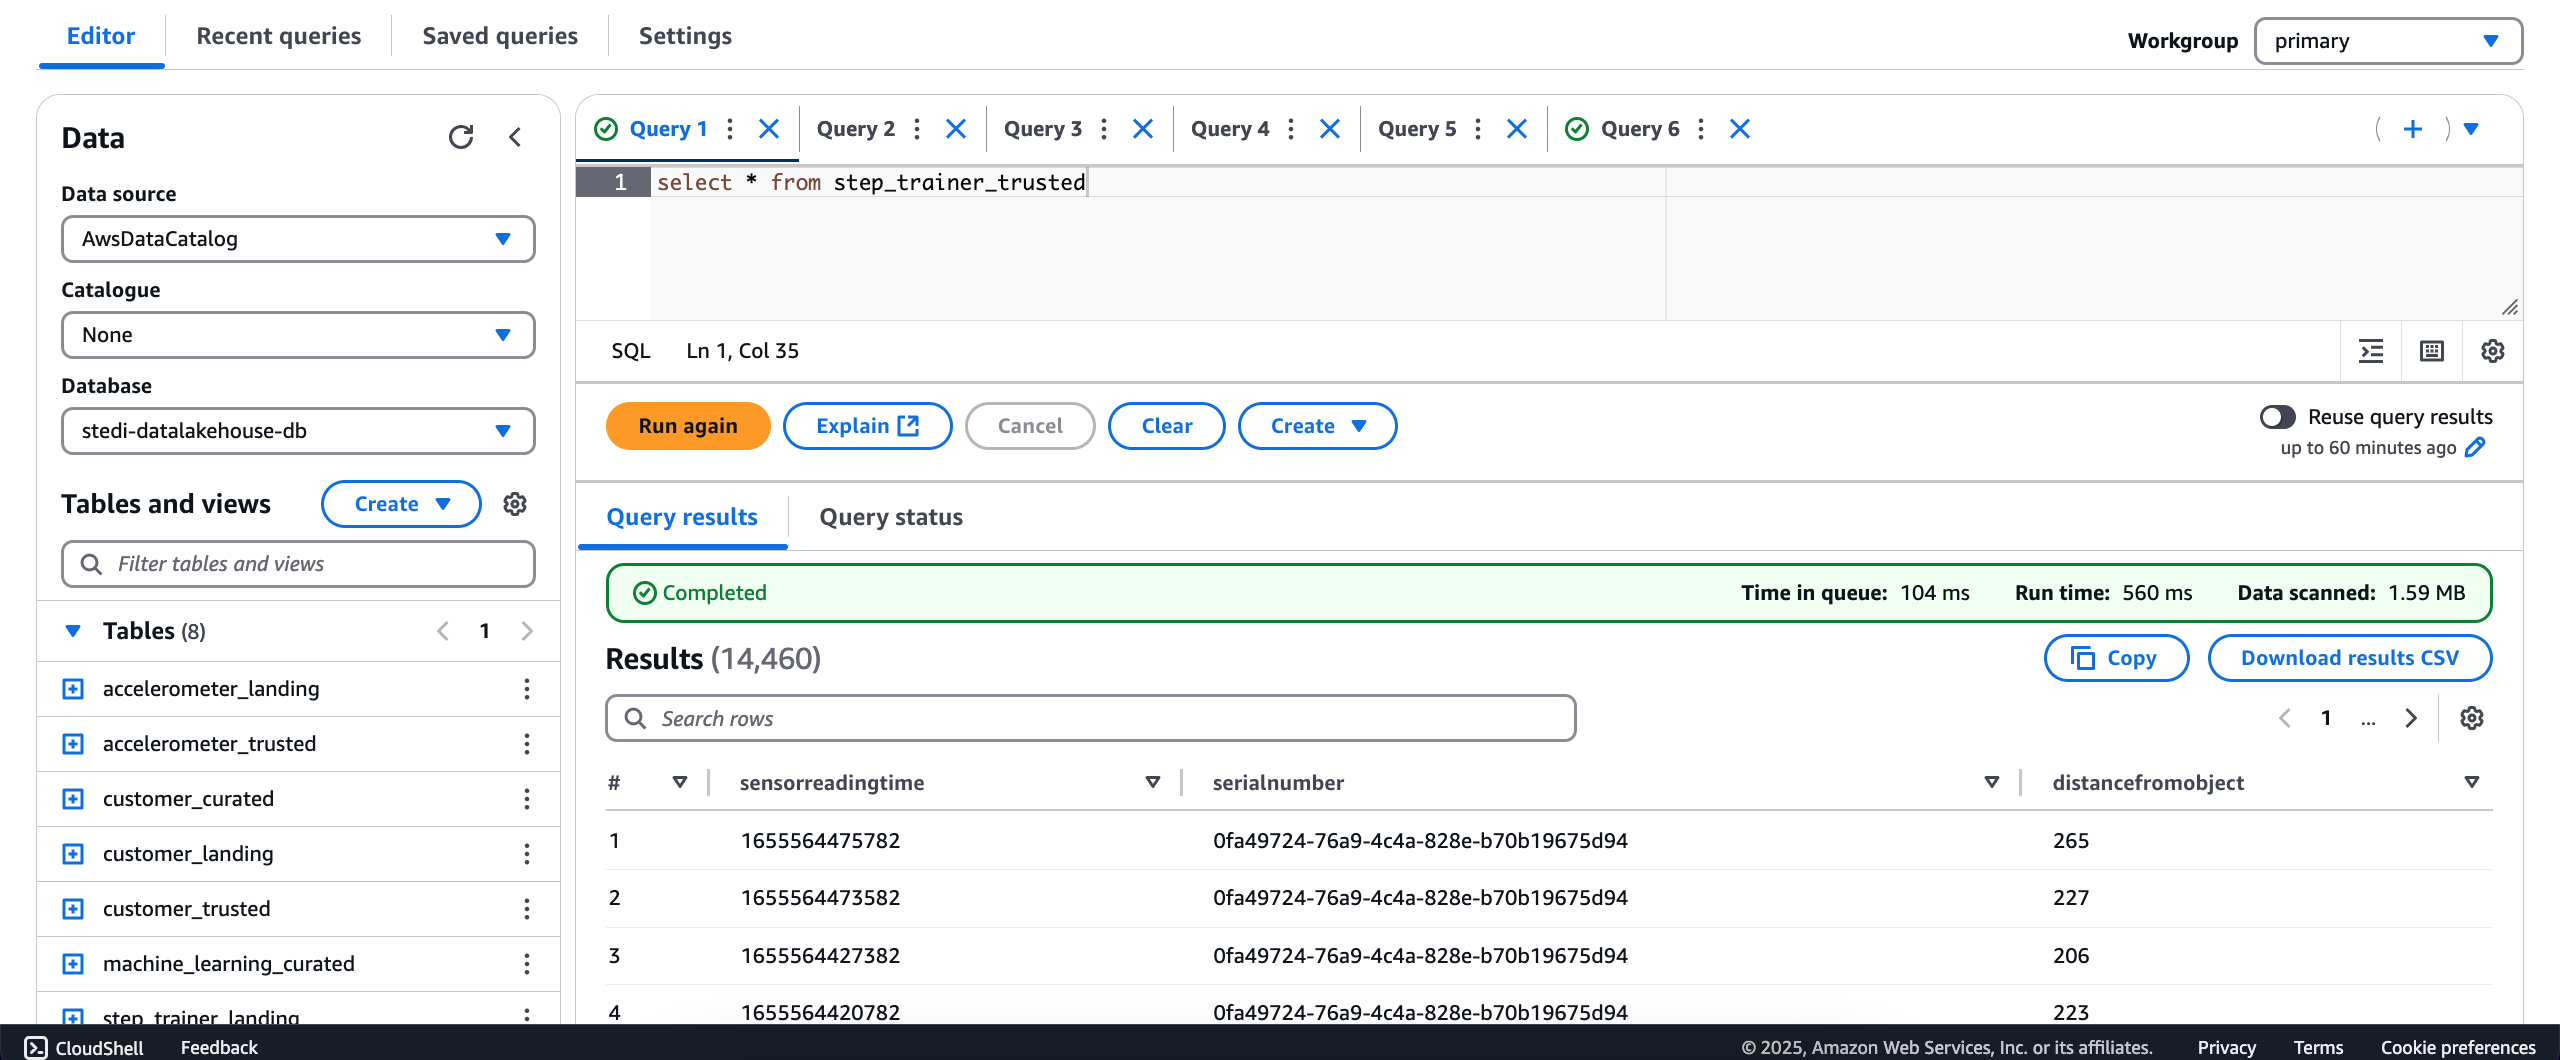 Editor
Recent queries
Saved queries
Settings
Workgroup
primary
Data
Data source
AwsDataCatalog
Catalogue
None
Database
stedi-datalakehouse-db
Tables and views
Create
Filter tables and views
Tables (8)
1
accelerometer_landing
accelerometer_trusted
customer_curated
customer_landing
customer_trusted
machine_learning_curated
step_trainer_landing
Query 1
Query 2
Query 3
Query 4
Query 5
Query 6
1 select * from step_trainer_trusted
SQL Ln 1, Col 35
Run again
Explain
Cancel
Clear
Create
Reuse query results
up to 60 minutes ago
Query results
Query status
Completed
Time in queue: 104 ms
Run time: 560 ms
Data scanned: 1.59 MB
Results (14,460)
Copy
Download results CSV
Search rows
1 ...
# sensorreadingtime serialnumber distancefromobject
1 1655564475782 0fa49724-76a9-4c4a-828e-b70b19675d94 265
2 1655564473582 0fa49724-76a9-4c4a-828e-b70b19675d94 227
3 1655564427382 0fa49724-76a9-4c4a-828e-b70b19675d94 206
4 1655564420782 0fa49724-76a9-4c4a-828e-b70b19675d94 223
CloudShell
Feedback
© 2025, Amazon Web Services, Inc. or its affiliates.
Privacy
Terms
Cookie preferences